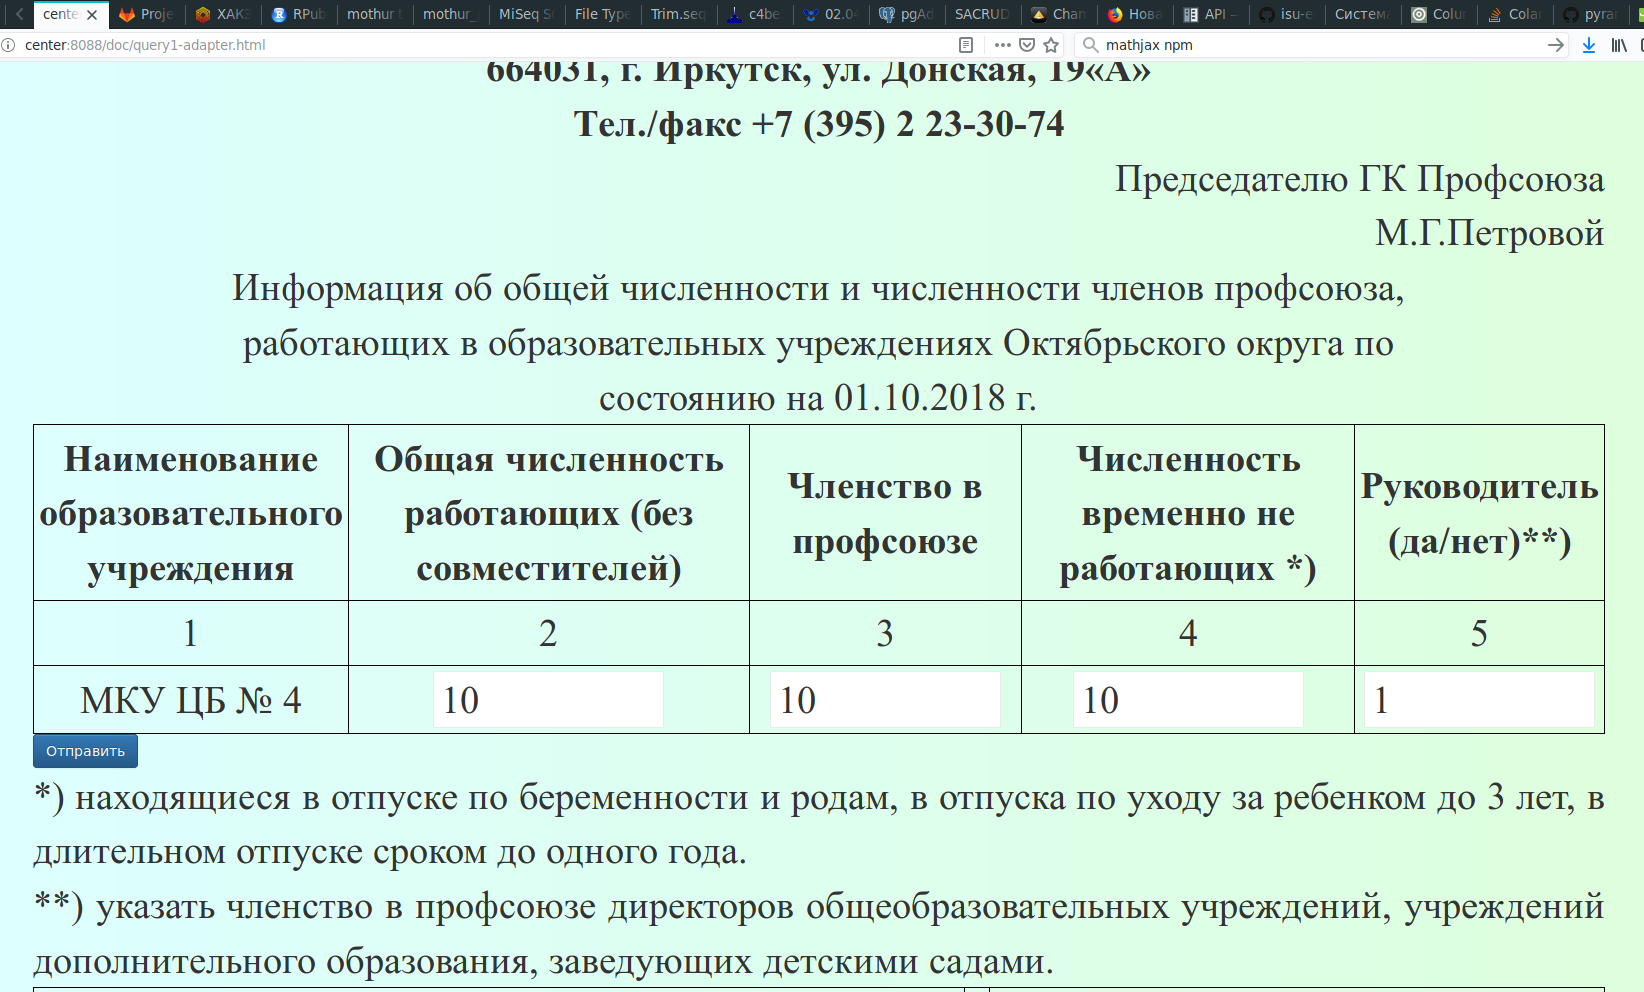 cente
Proje
ХАКЕ
RPub
mothur t
mothur_
MiSeq S
File Type
Trim.seq
c4be
02.04
pgAd
SACRUD
Chan
Нова
API –
isu-e
Систем
Colu
Colar
pyra
center:8088/doc/query1-adapter.html
mathjax npm
664031, г. Иркутск, ул. Донская, 19«А»
Тел./факс +7 (395) 2 23-30-74
Председателю ГК Профсоюза
М.Г.Петровой
Информация об общей численности и численности членов профсоюза,
работающих в образовательных учреждениях Октябрьского округа по
состоянию на 01.10.2018 г.
Наименование
образовательного
учреждения
Общая численность
работающих (без
совместителей)
Членство в
профсоюзе
Численность
временно не
работающих *)
Руководитель
(да/нет)**)
1
2
3
4
5
МКУ ЦБ № 4
10
10
10
1
Отправить
*) находящиеся в отпуске по беременности и родам, в отпуска по уходу за ребенком до 3 лет, в
длительном отпуске сроком до одного года.
**) указать членство в профсоюзе директоров общеобразовательных учреждений, учреждений
дополнительного образования, заведующих детскими садами.